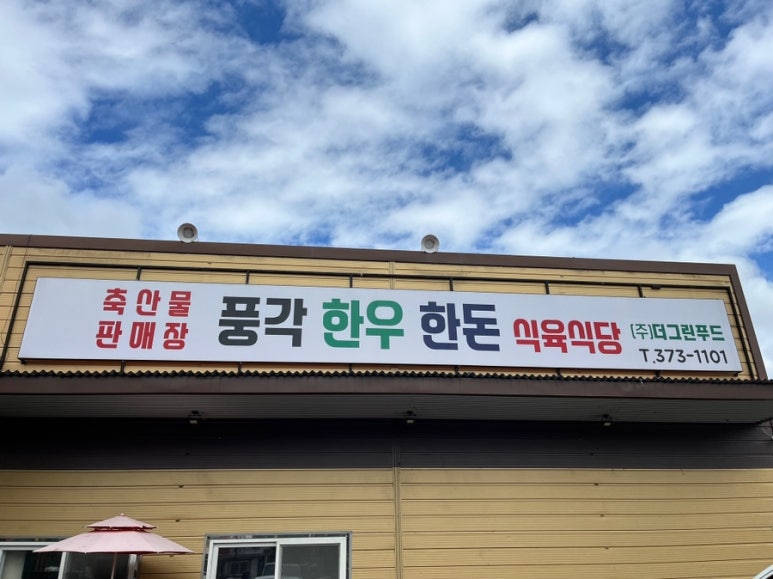 축산물
판매장
풍각 한우 한돈 식육식당
(주)더그린푸드
T.373-1101